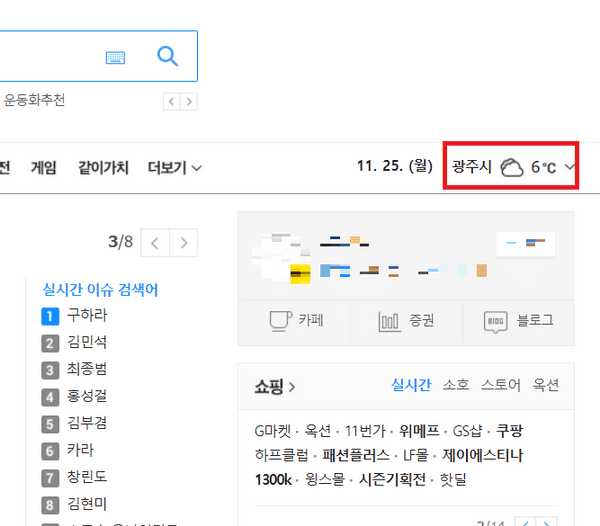 운동화추천
전 게임 같이가치 더보기
11. 25. (월) 광주시 6℃
3/8
실시간 이슈 검색어
1 구하라
2 김민석
3 최종범
4 홍성걸
5 김부겸
6 카라
7 창린도
8 김현미
카페 증권 BLOG 블로그
쇼핑 > 실시간 소호 스토어 옥션
G마켓 · 옥션 · 11번가 · 위메프 · GS샵 · 쿠팡
하프클럽 · 패션플러스 · LF몰 · 제이에스티나
1300k · 윙스몰 · 시즌기획전 · 핫딜